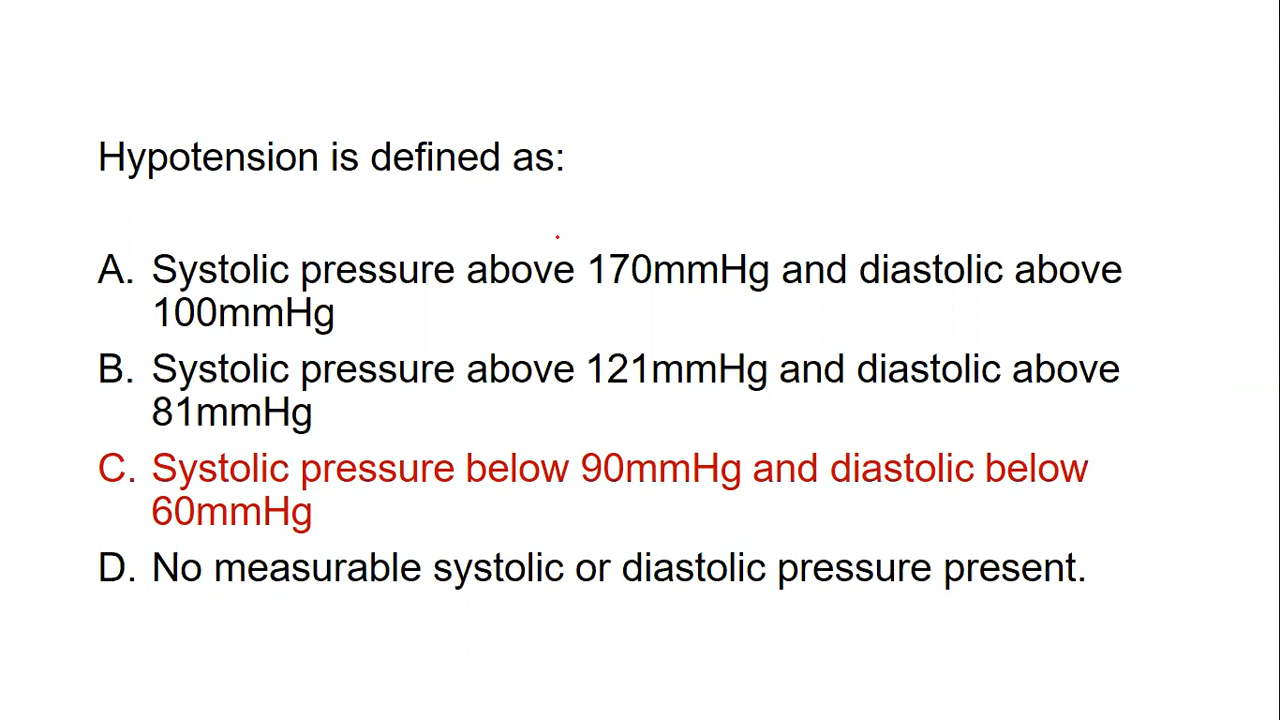 Hypotension is defined as:
A. Systolic pressure above 170mmHg and diastolic above
100mmHg
B. Systolic pressure above 121mmHg and diastolic above
81mmHg
C. Systolic pressure below 90mmHg and diastolic below
60mmHg
D. No measurable systolic or diastolic pressure present.